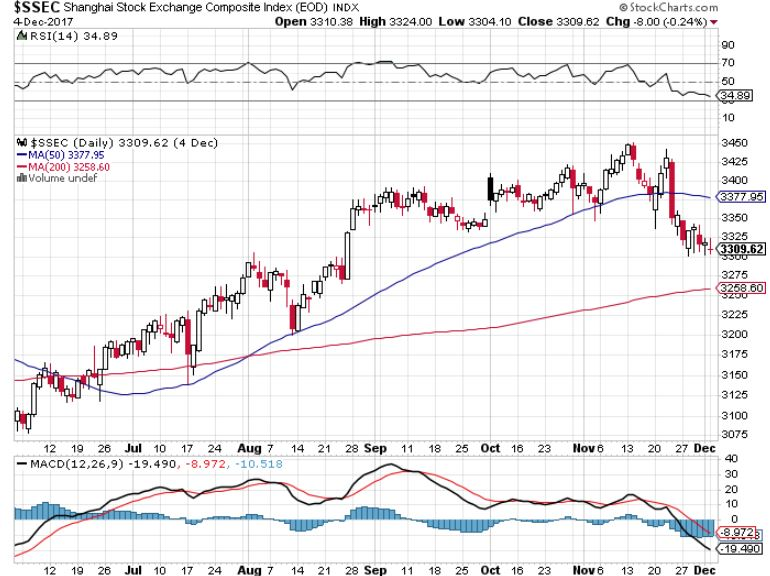 $SSEC Shanghai Stock Exchange Composite Index (EOD) INDX
© StockCharts.com
4-Dec-2017
Open 3310.38 High 3324.00 Low 3304.10 Close 3309.62 Chg -8.00 (-0.24%)
RSI(14) 34.89
90
70
50
34.89
30
10
$SSEC (Daily) 3309.62 (4 Dec)
MA(50) 3377.95
MA(200) 3258.60
Volume undef
3450
3425
3400
3377.95
3350
3325
3309.62
3300
3275
3258.60
3250
3225
3200
3175
3150
3125
3100
3075
12 19 26 Jul 10 17 24 Aug 7 14 21 28 Sep 11 18 25 Oct 16 23 Nov 6 13 20 27 Dec
MACD(12,26,9) -19.490, -8.972, -10.518
40
30
20
10
0
-8.972
-19.490
12 19 26 Jul 10 17 24 Aug 7 14 21 28 Sep 11 18 25 Oct 16 23 Nov 6 13 20 27 Dec